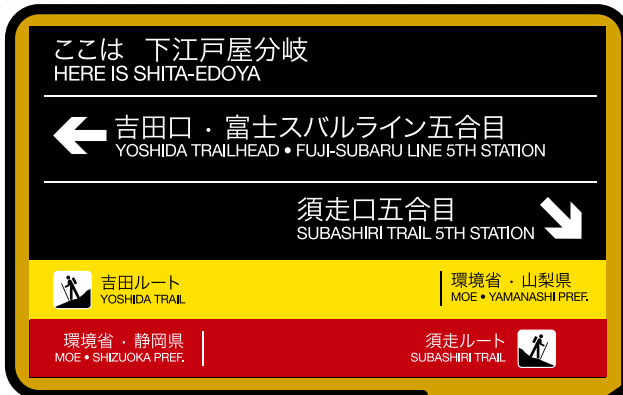 ここは 下江戸屋分岐
HERE IS SHITA-EDOYA
吉田口・富士スバルライン五合目
YOSHIDA TRAILHEAD • FUJI-SUBARU LINE 5TH STATION
須走口五合目
SUBASHIRI TRAIL 5TH STATION
吉田ルート
YOSHIDA TRAIL
環境省・山梨県
MOE • YAMANASHI PREF.
環境省・静岡県
MOE • SHIZUOKA PREF.
須走ルート
SUBASHIRI TRAIL